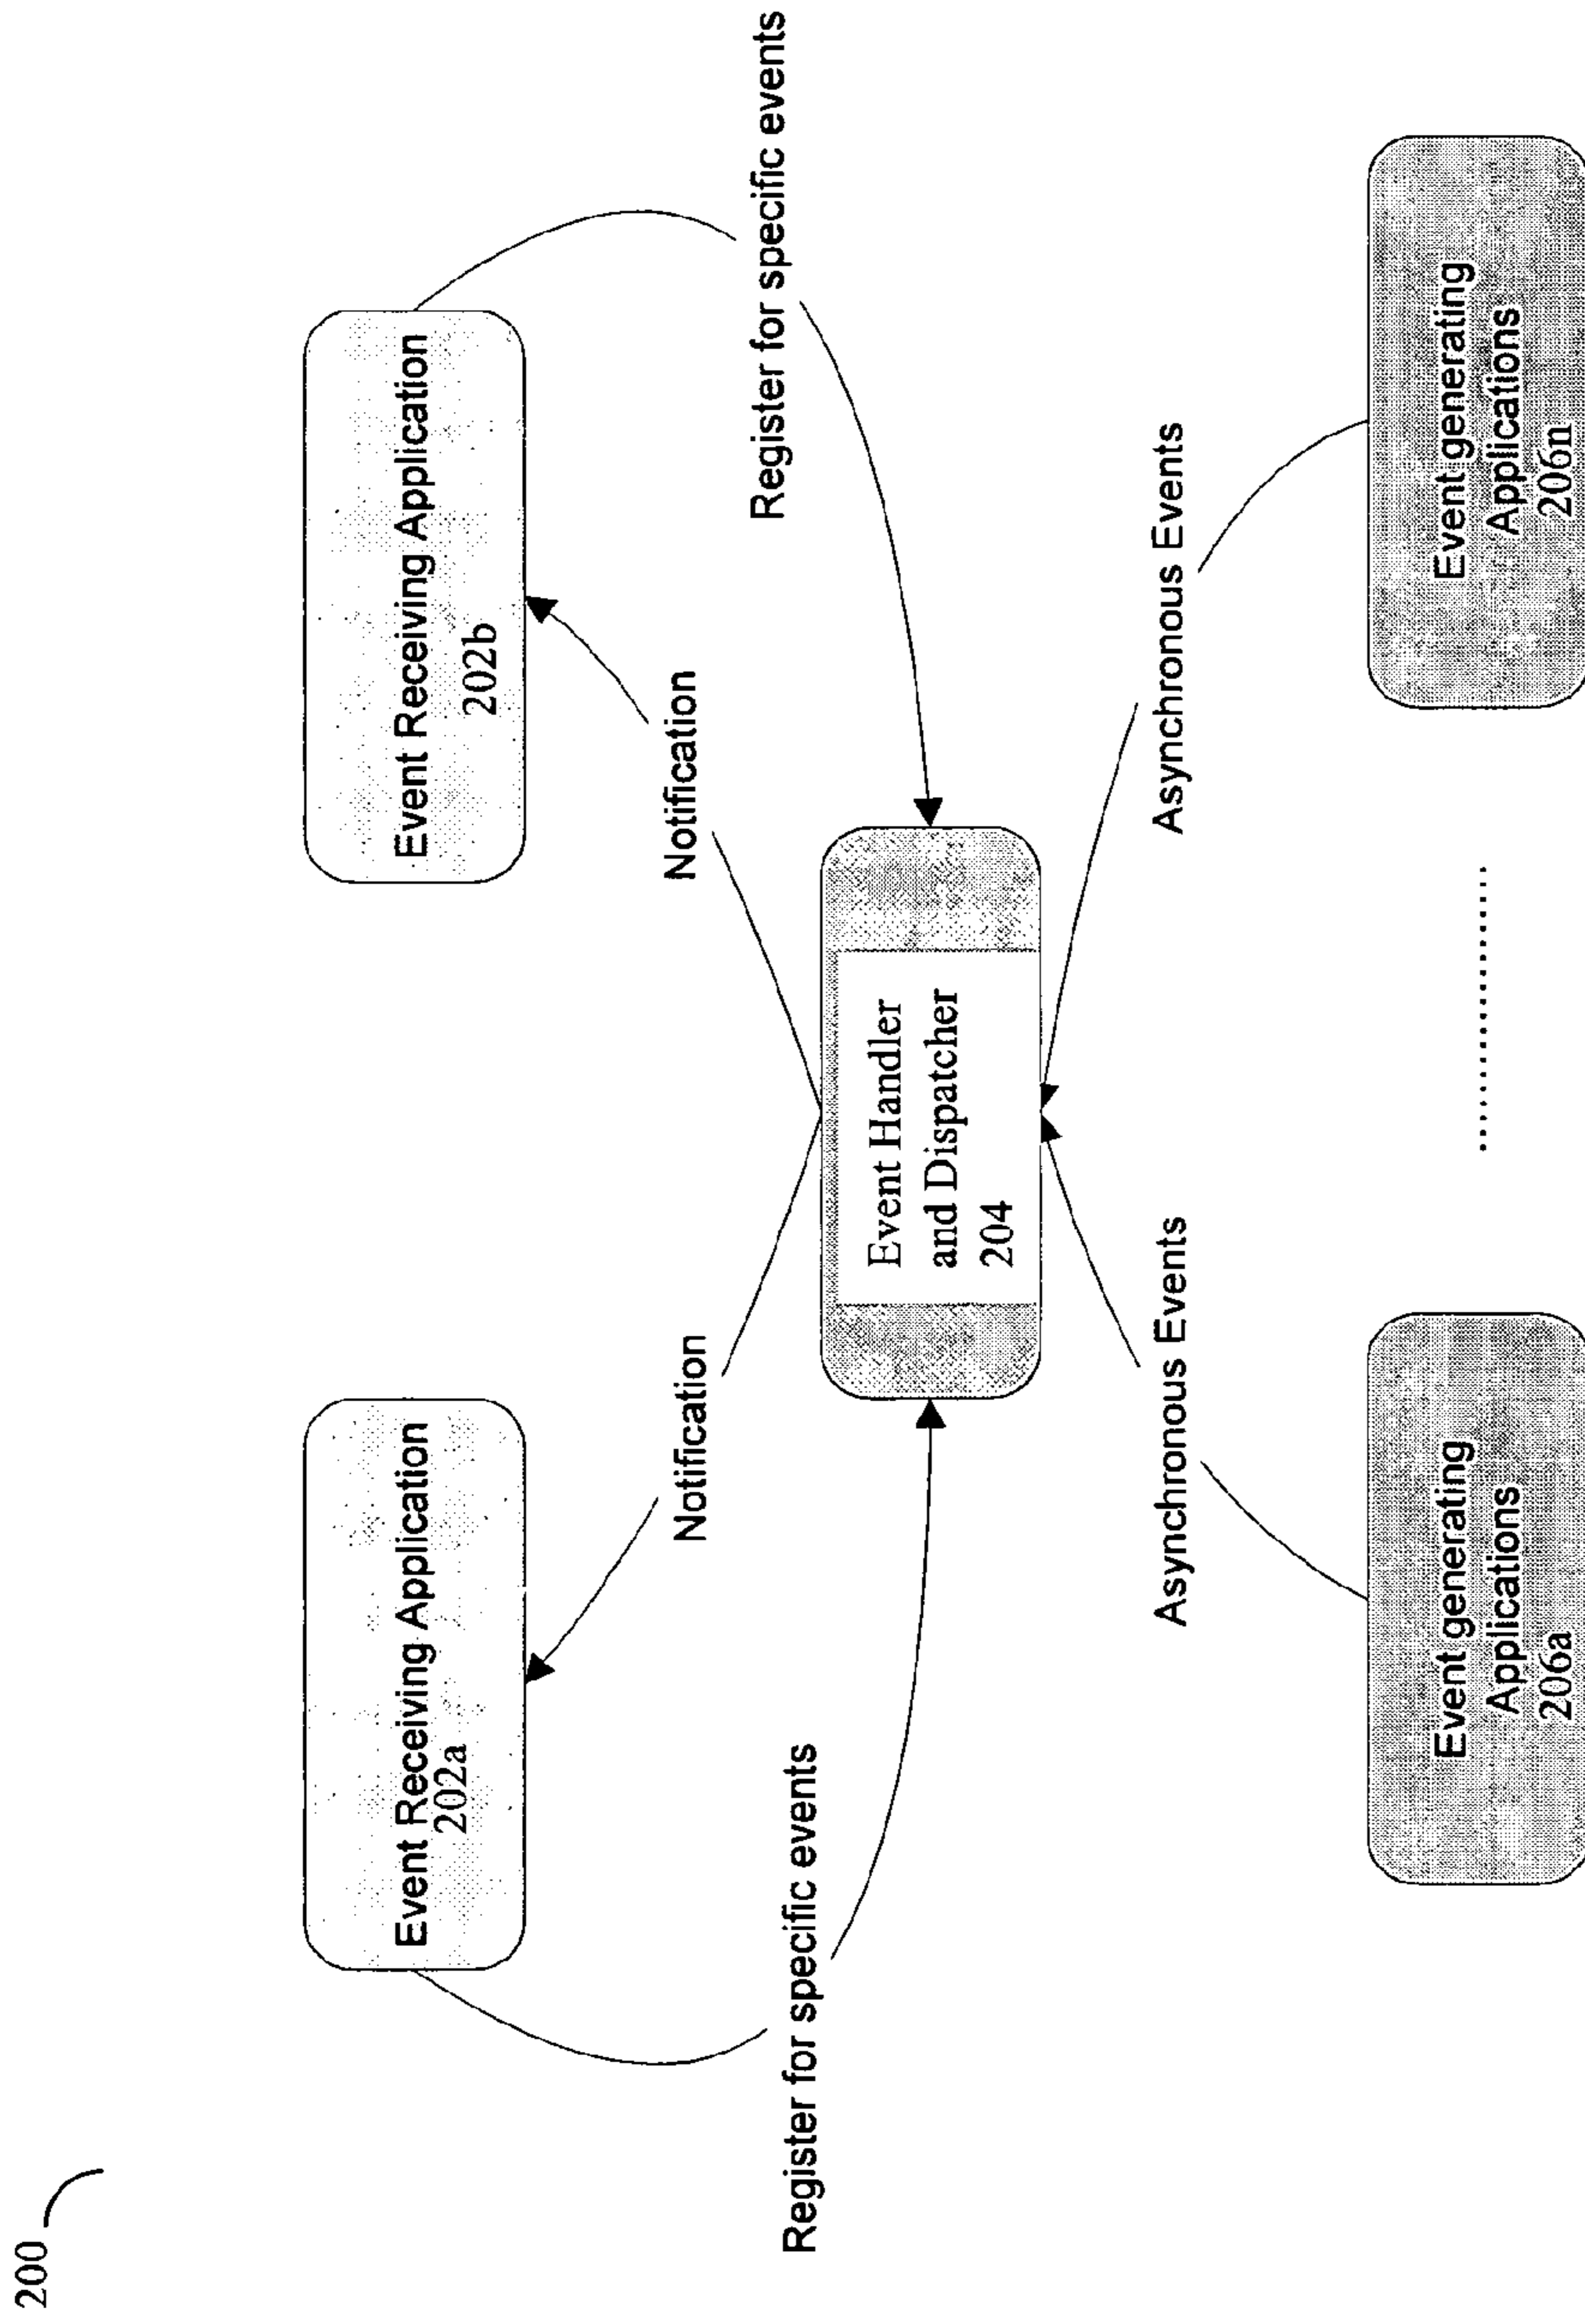 200
Event Receiving Application
202a
Event Receiving Application
202b
Notification
Notification
Register for specific events
Register for specific events
Event Handler
and Dispatcher
204
Asynchronous Events
Asynchronous Events
Event generating
Applications
206a
Event generating
Applications
206n